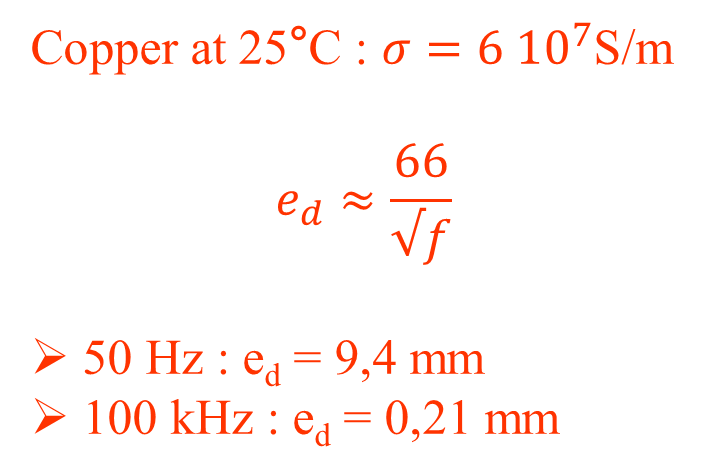 Copper at 25°C : σ = 6 10⁷S/m
e_d ≈ 66/√f
➢ 50 Hz : e_d = 9,4 mm
➢ 100 kHz : e_d = 0,21 mm